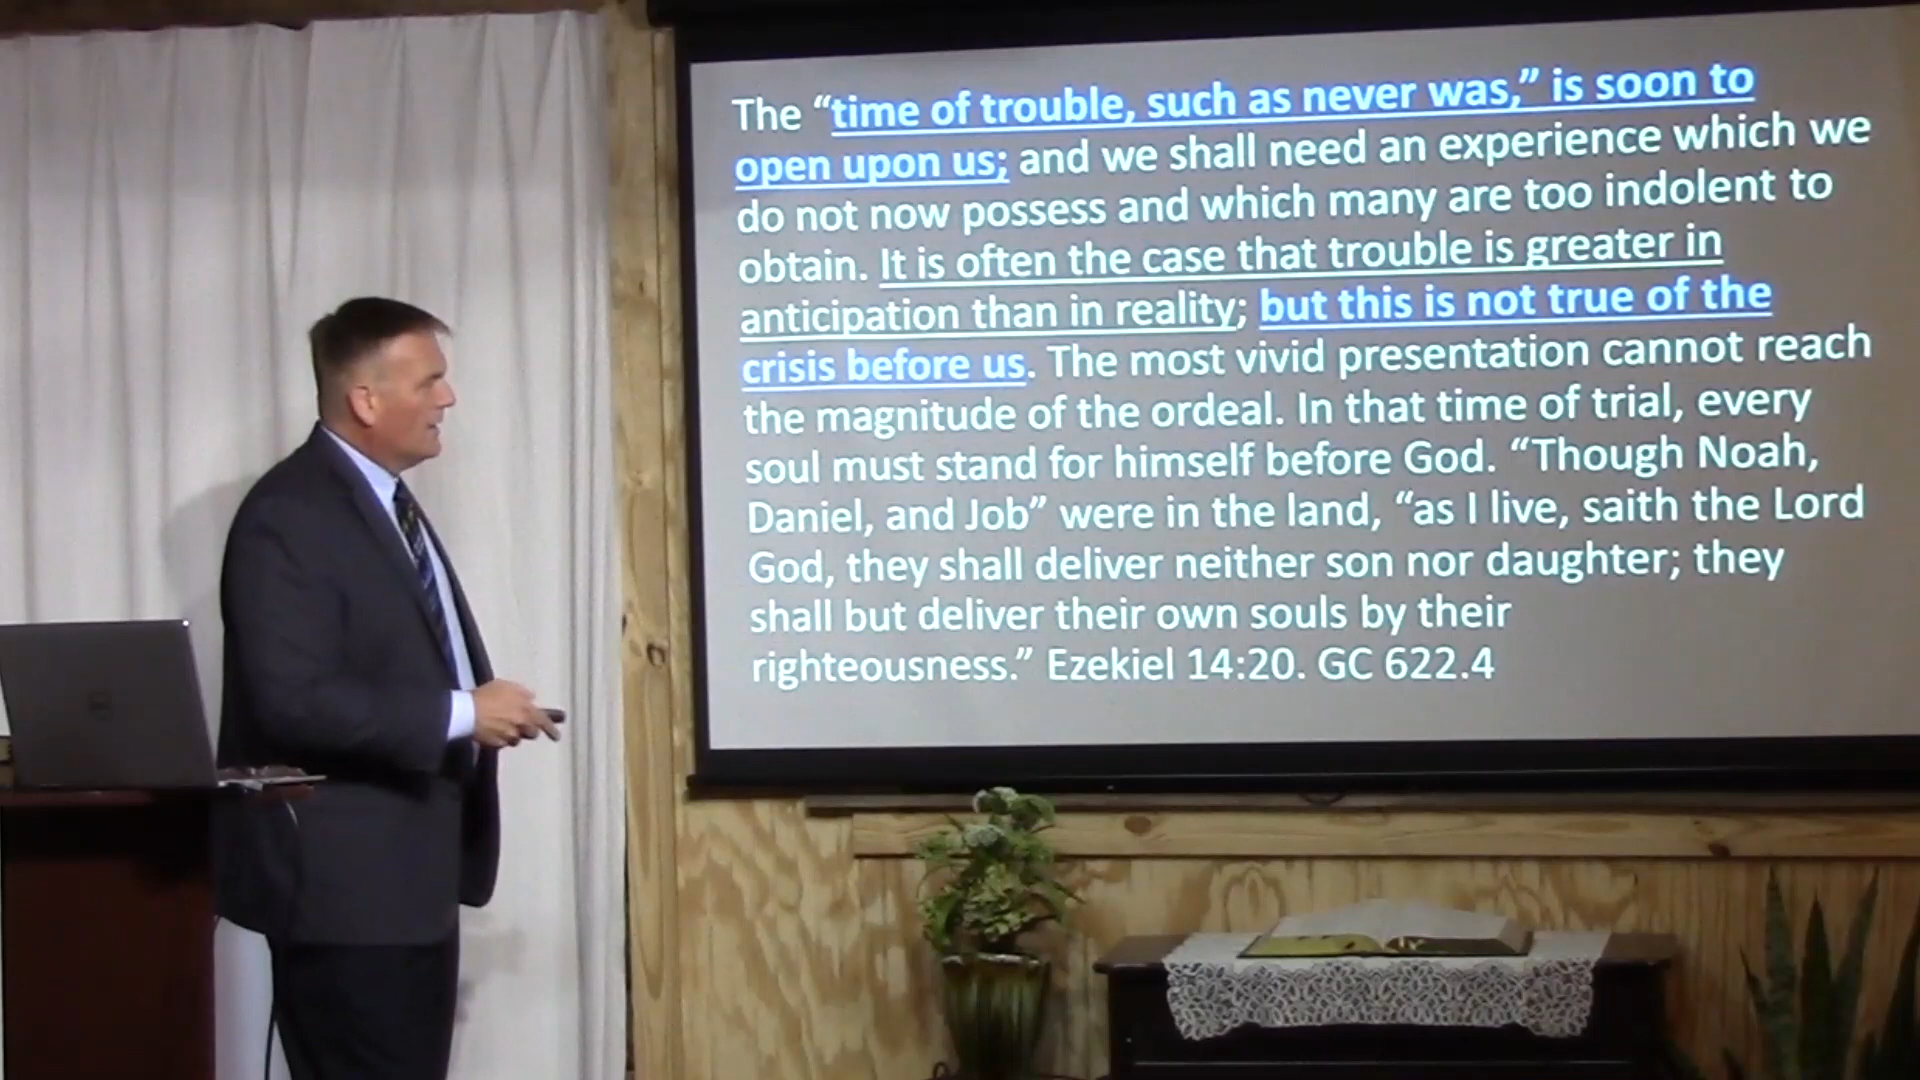 The “time of trouble, such as never was,” is soon to
open upon us; and we shall need an experience which we
do not now possess and which many are too indolent to
obtain. It is often the case that trouble is greater in
anticipation than in reality; but this is not true of the
crisis before us. The most vivid presentation cannot reach
the magnitude of the ordeal. In that time of trial, every
soul must stand for himself before God. “Though Noah,
Daniel, and Job” were in the land, “as I live, saith the Lord
God, they shall deliver neither son nor daughter; they
shall but deliver their own souls by their
righteousness.” Ezekiel 14:20. GC 622.4